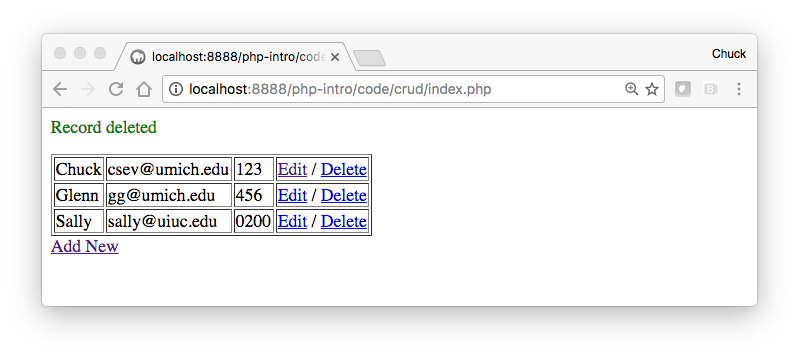 localhost:8888/php-intro/code
Chuck
localhost:8888/php-intro/code/crud/index.php
Record deleted
Chuck csev@umich.edu 123 Edit / Delete
Glenn gg@umich.edu 456 Edit / Delete
Sally sally@uiuc.edu 0200 Edit / Delete
Add New